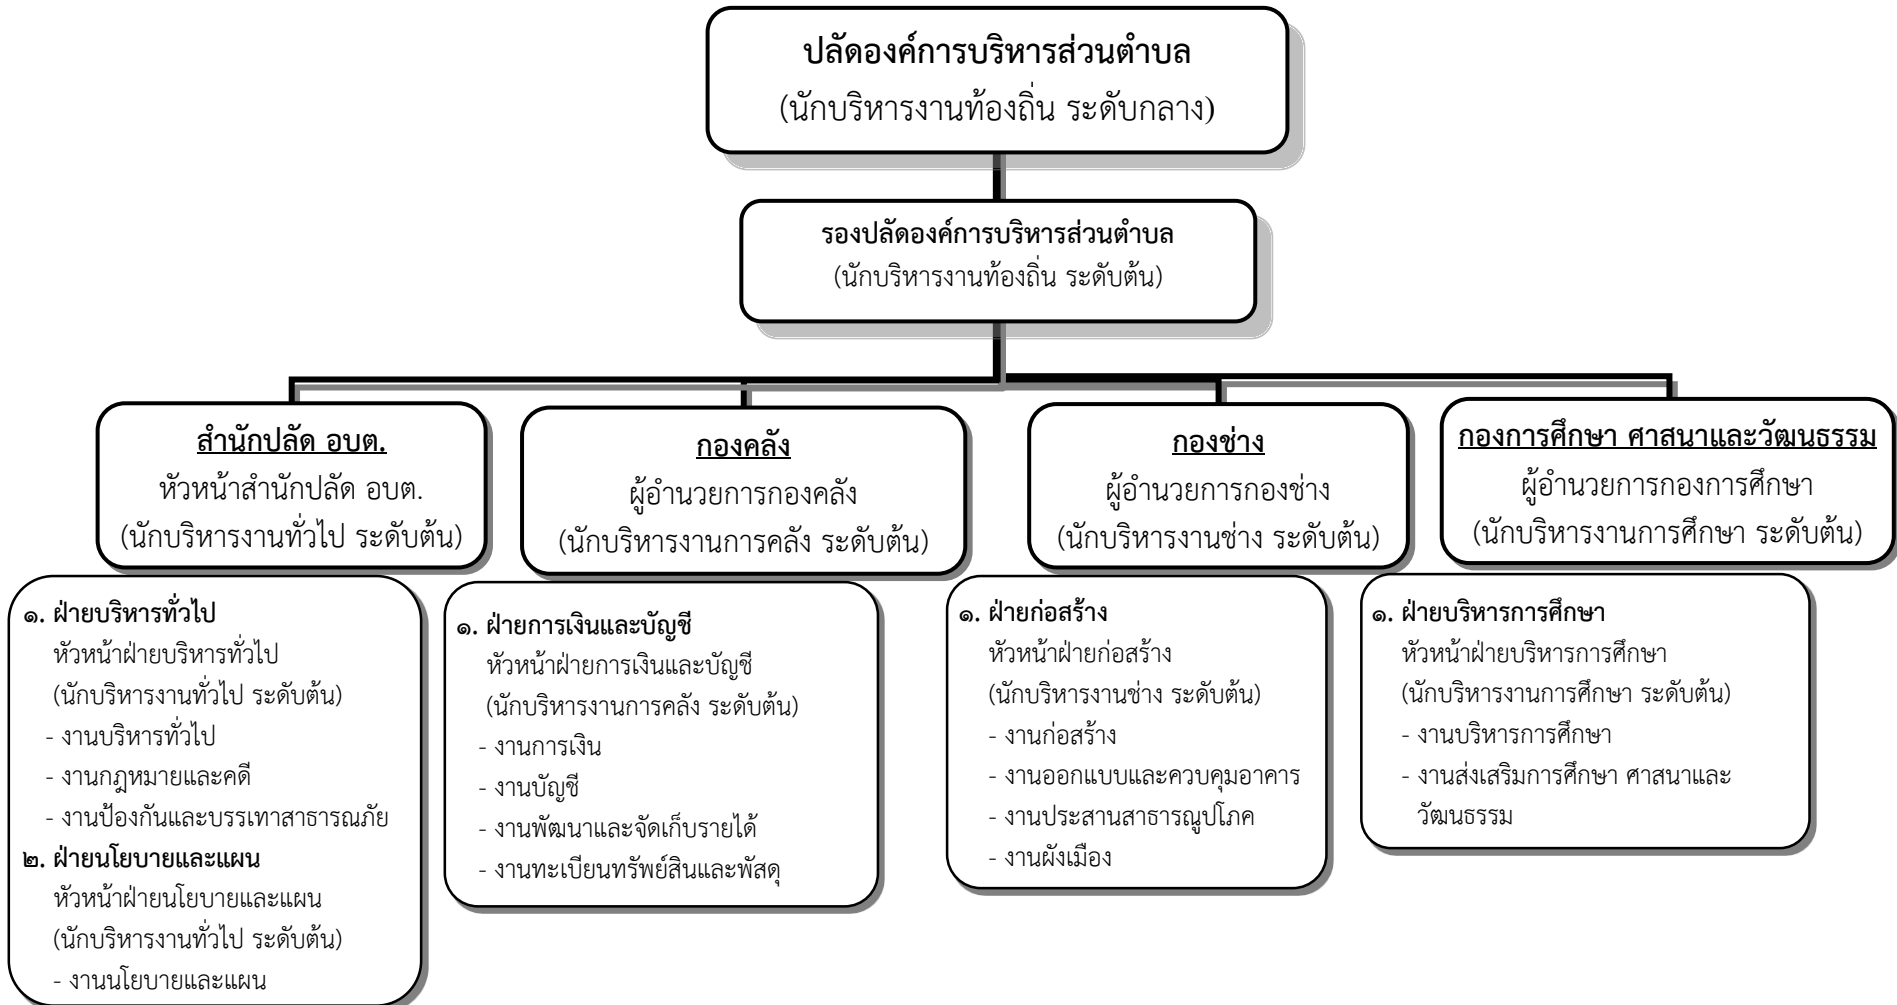 ปลัดองค์การบริหารส่วนตำบล
(นักบริหารงานท้องถิ่น ระดับกลาง)
รองปลัดองค์การบริหารส่วนตำบล
(นักบริหารงานท้องถิ่น ระดับต้น)
สำนักปลัด อบต.
หัวหน้าสำนักปลัด อบต.
(นักบริหารงานทั่วไป ระดับต้น)
กองคลัง
ผู้อำนวยการกองคลัง
(นักบริหารงานการคลัง ระดับต้น)
กองช่าง
ผู้อำนวยการกองช่าง
(นักบริหารงานช่าง ระดับต้น)
กองการศึกษา ศาสนาและวัฒนธรรม
ผู้อำนวยการกองการศึกษา
(นักบริหารงานการศึกษา ระดับต้น)
๑. ฝ่ายบริหารทั่วไป
หัวหน้าฝ่ายบริหารทั่วไป
(นักบริหารงานทั่วไป ระดับต้น)
- งานบริหารทั่วไป
- งานกฎหมายและคดี
- งานป้องกันและบรรเทาสาธารณภัย
๒. ฝ่ายนโยบายและแผน
หัวหน้าฝ่ายนโยบายและแผน
(นักบริหารงานทั่วไป ระดับต้น)
- งานนโยบายและแผน
๑. ฝ่ายการเงินและบัญชี
หัวหน้าฝ่ายการเงินและบัญชี
(นักบริหารงานการคลัง ระดับต้น)
- งานการเงิน
- งานบัญชี
- งานพัฒนาและจัดเก็บรายได้
- งานทะเบียนทรัพย์สินและพัสดุ
๑. ฝ่ายก่อสร้าง
หัวหน้าฝ่ายก่อสร้าง
(นักบริหารงานช่าง ระดับต้น)
- งานก่อสร้าง
- งานออกแบบและควบคุมอาคาร
- งานประสานสาธารณูปโภค
- งานผังเมือง
๑. ฝ่ายบริหารการศึกษา
หัวหน้าฝ่ายบริหารการศึกษา
(นักบริหารงานการศึกษา ระดับต้น)
- งานบริหารการศึกษา
- งานส่งเสริมการศึกษา ศาสนาและ
วัฒนธรรม